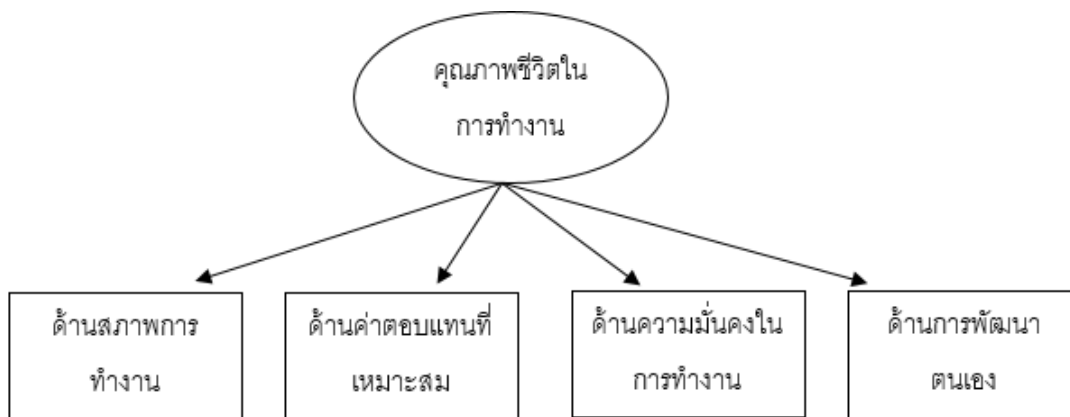 คุณภาพชีวิตใน
การทำงาน
ด้านสภาพการ
ทำงาน
ด้านค่าตอบแทนที่
เหมาะสม
ด้านความมั่นคงใน
การทำงาน
ด้านการพัฒนา
ตนเอง